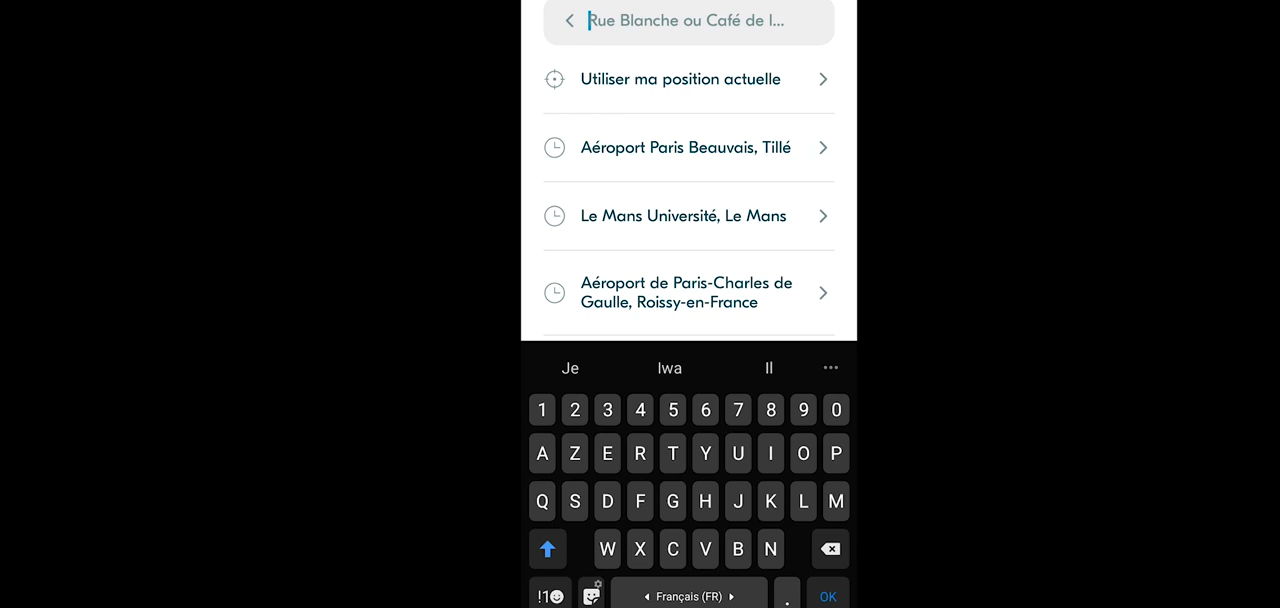 Rue Blanche ou Café de l...
Utiliser ma position actuelle
Aéroport Paris Beauvais, Tillé
Le Mans Université, Le Mans
Aéroport de Paris-Charles de
Gaulle, Roissy-en-France
Je Iwa Il ...
1 2 3 4 5 6 7 8 9 0
A Z E R T Y U I O P
Q S D F G H J K L M
W X C V B N
!1 Français (FR) . OK